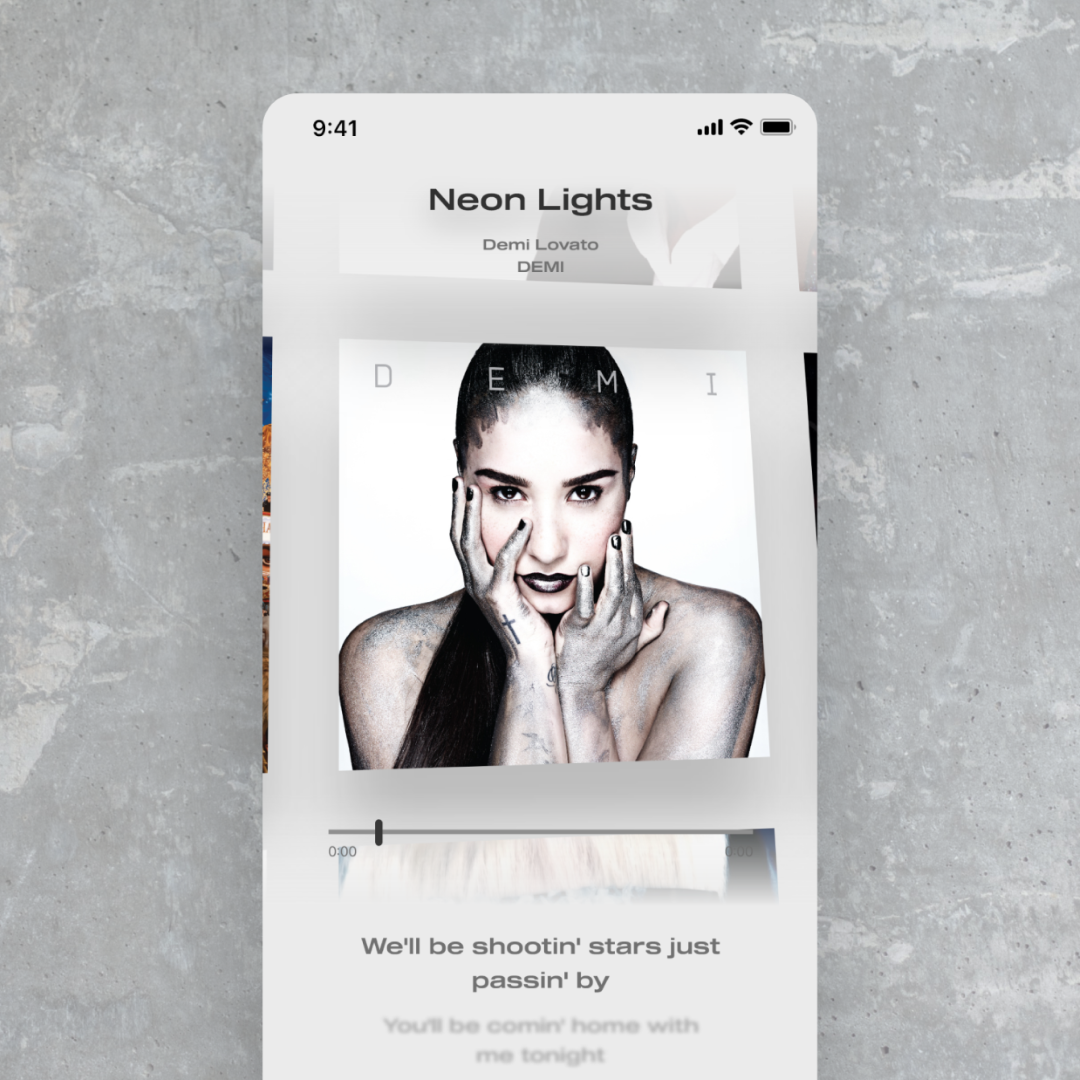 9:41
Neon Lights
Demi Lovato
DEMI
D E M I
0:00
0:00
We'll be shootin' stars just
passin' by
You'll be comin' home with
me tonight